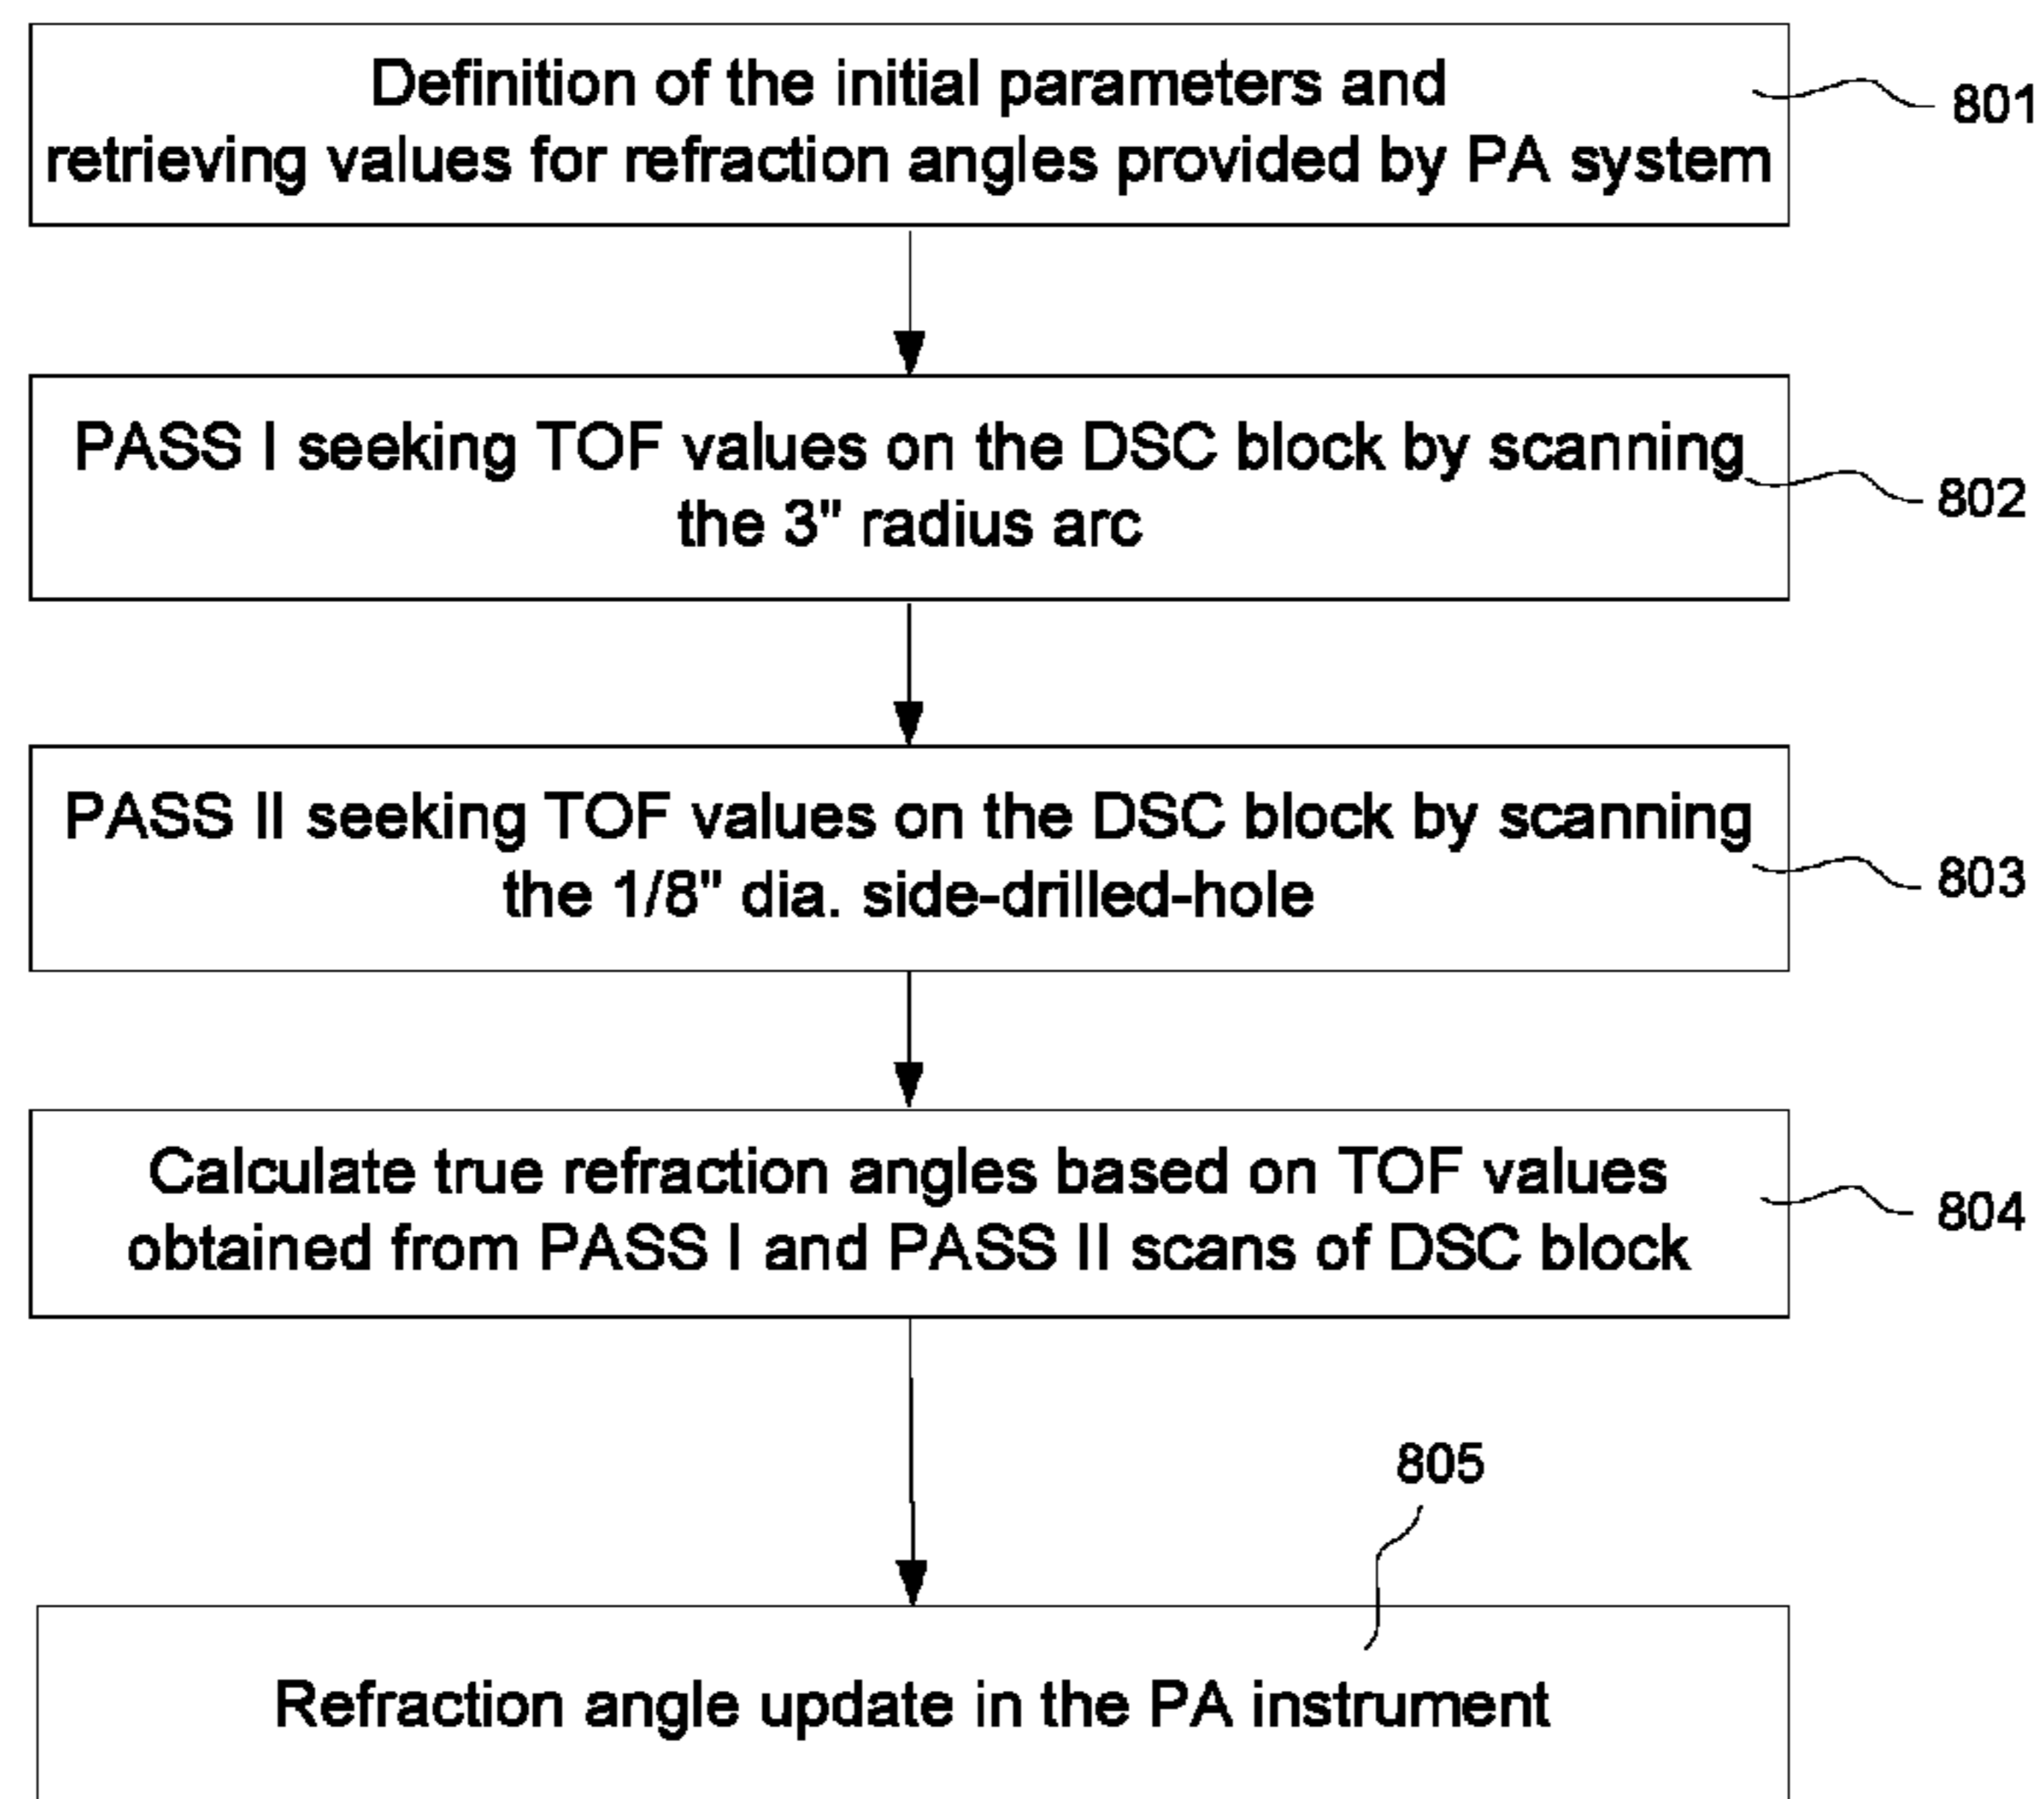 Definition of the initial parameters and
retrieving values for refraction angles provided by PA system
801
PASS I seeking TOF values on the DSC block by scanning
the 3" radius arc
802
PASS II seeking TOF values on the DSC block by scanning
the 1/8" dia. side-drilled-hole
803
Calculate true refraction angles based on TOF values
obtained from PASS I and PASS II scans of DSC block
804
805
Refraction angle update in the PA instrument